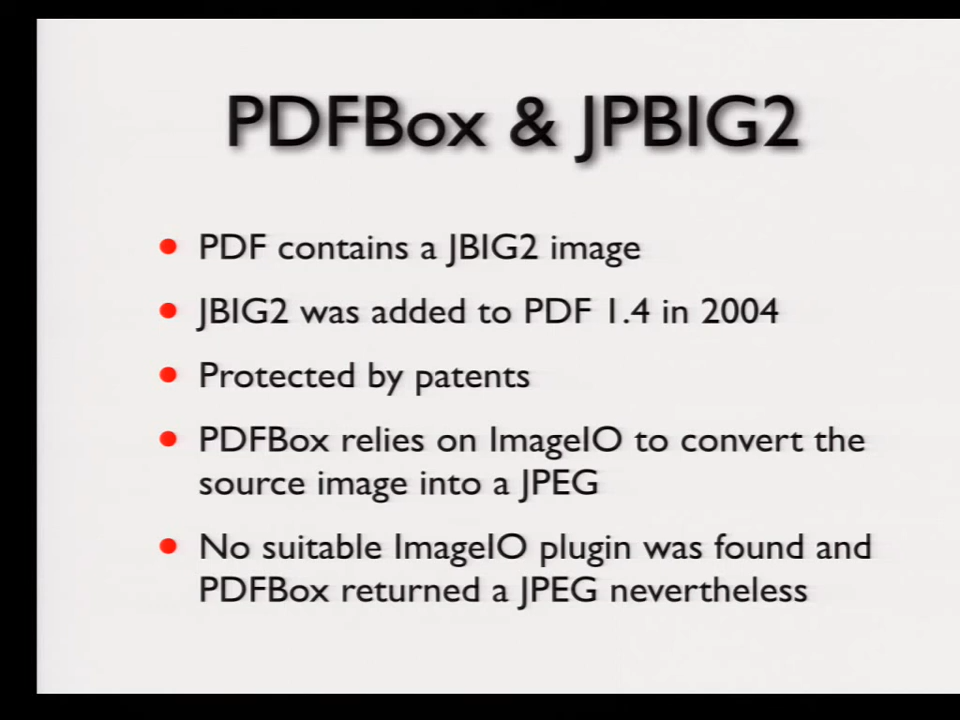 PDFBox & JPBIG2
PDF contains a JBIG2 image
JBIG2 was added to PDF 1.4 in 2004
Protected by patents
PDFBox relies on ImageIO to convert the
source image into a JPEG
No suitable ImageIO plugin was found and
PDFBox returned a JPEG nevertheless